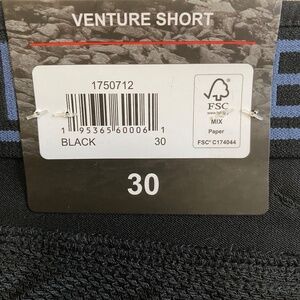 VENTURE SHORT
1750712
1 95365 60006 1
BLACK 30
FSC
MIX
Paper
FSC® C174044
30